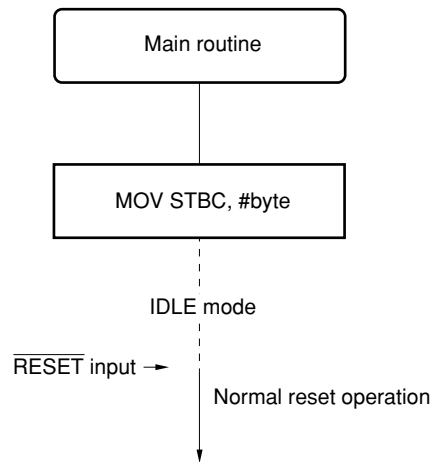 Main routine
MOV STBC, #byte
IDLE mode
RESET input
Normal reset operation